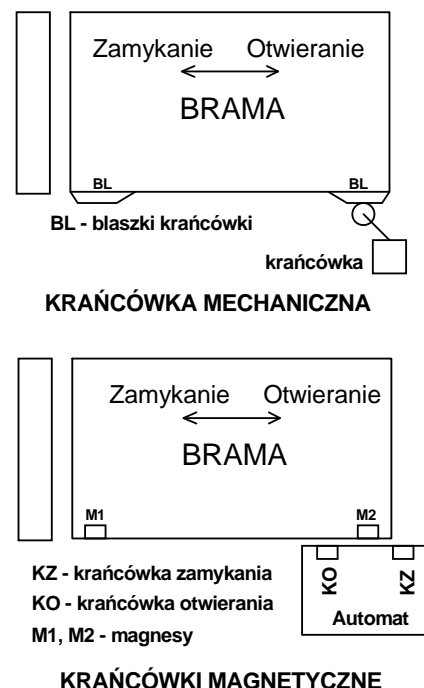 Zamykanie Otwieranie
BRAMA
BL BL
BL - blaszki krańcówki
krańcówka
KRAŃCÓWKA MECHANICZNA
Zamykanie Otwieranie
BRAMA
M1 M2
KZ - krańcówka zamykania
KO - krańcówka otwierania
M1, M2 - magnesy
KO KZ
Automat
KRAŃCÓWKI MAGNETYCZNE